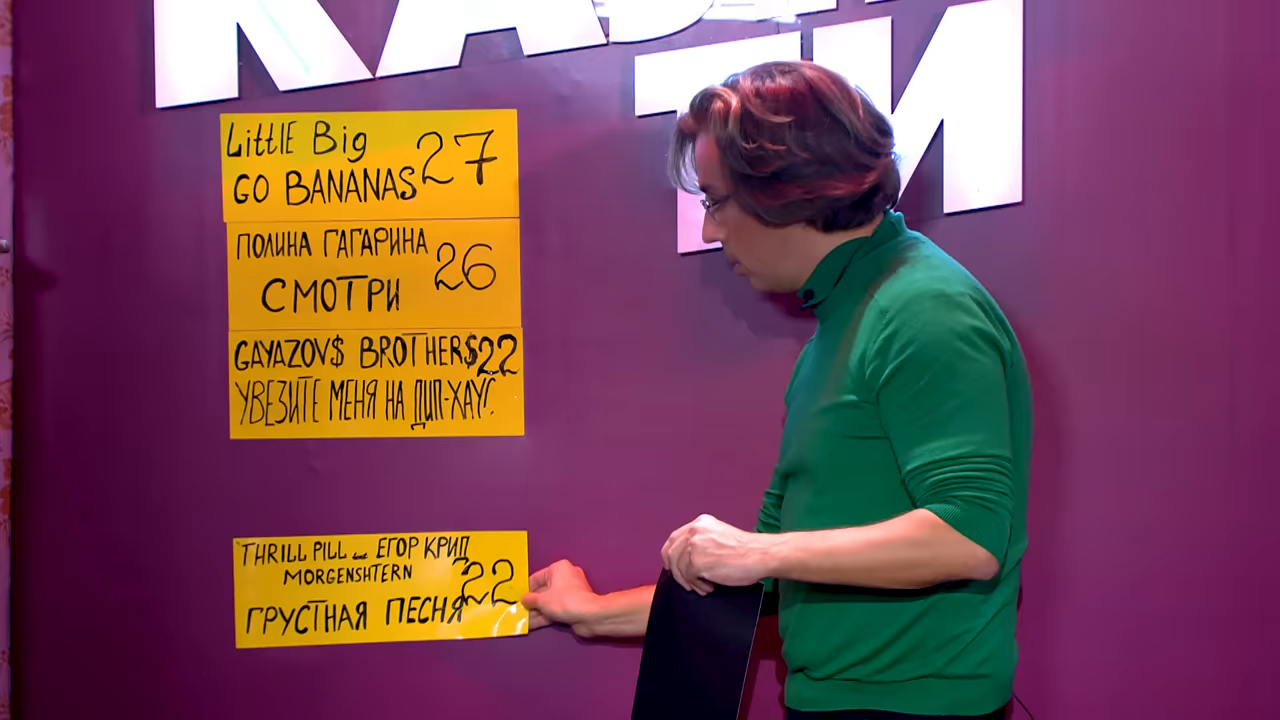 ТИ
Little Big 27
GO BANANAS
ПОЛИНА ГАГАРИНА 26
СМОТРИ
GAYAZOV$ BROTHER$ 22
УВЕЗИТЕ МЕНЯ НА ДИП-ХАУС
THRILL PILL ЕГОР КРИД
MORGENSHTERN 22
ГРУСТНАЯ ПЕСНЯ